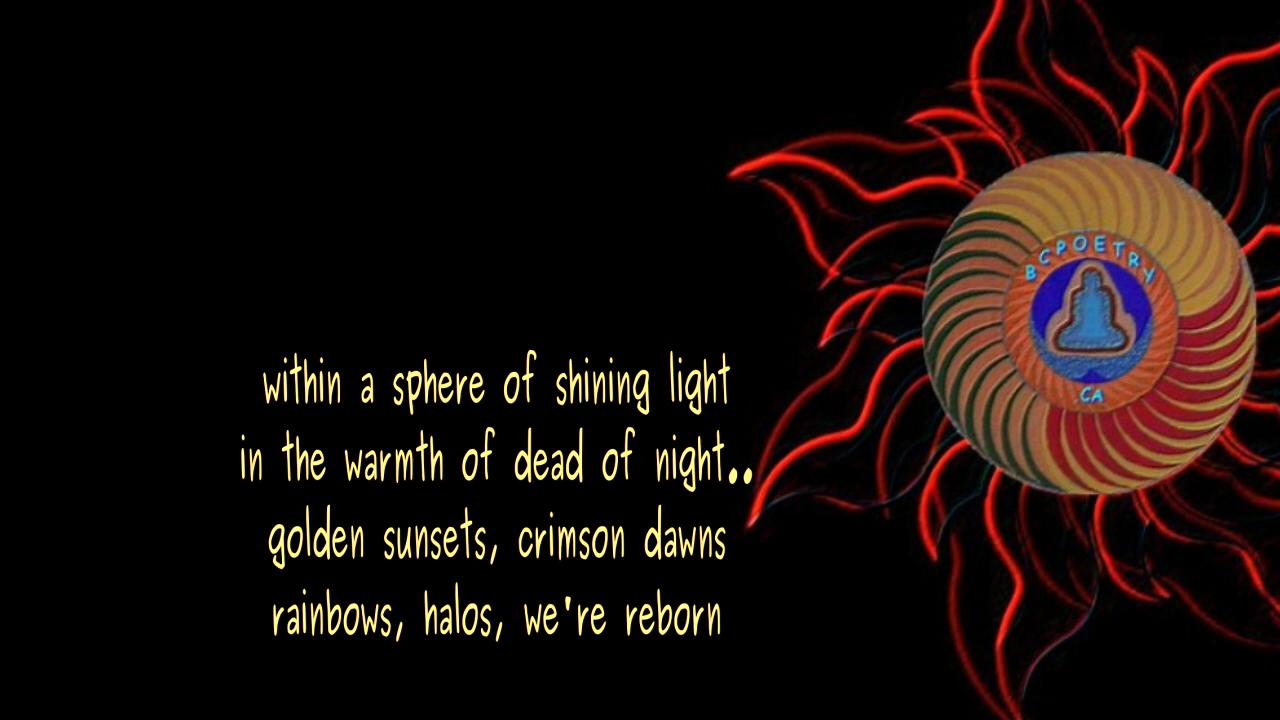 BCPOETRY
CA
within a sphere of shining light
in the warmth of dead of night..
golden sunsets, crimson dawns
rainbows, halos, we're reborn